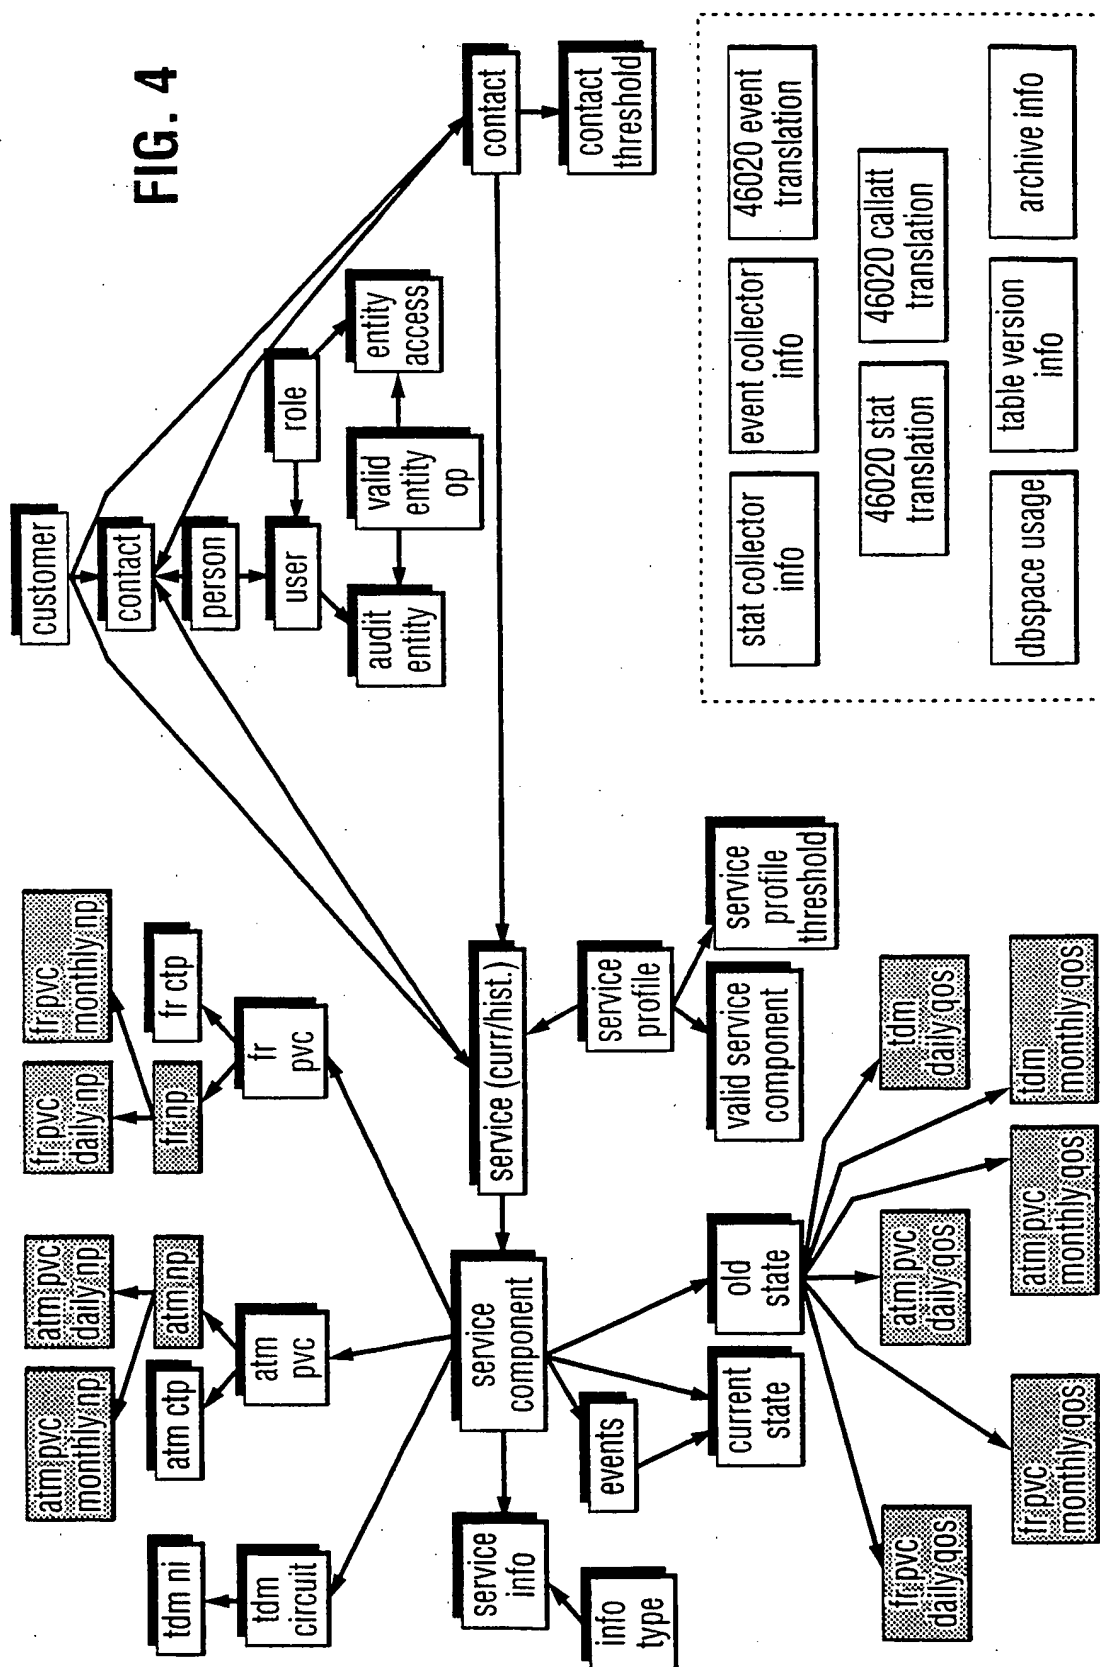 FIG. 4
tdm ni
tdm
circuit
atm pvc
monthly np
atm pvc
daily np
atm ctp
atm np
atm
pvc
fr pvc
daily np
fr pvc
monthly np
fr np
fr ctp
fr
pvc
customer
contact
person
user
role
audit
entity
valid
entity
op
entity
access
contact
contact
threshold
service
info
info
type
service
component
service (curr/hist.)
events
current
state
old
state
service
profile
valid service
component
service
profile
threshold
fr pvc
daily qos
fr pvc
monthly qos
atm pvc
daily qos
atm pvc
monthly qos
tdm
daily qos
tdm
monthly qos
stat collector
info
event collector
info
46020 event
translation
46020 stat
translation
46020 callatt
translation
dbspace usage
table version
info
archive info